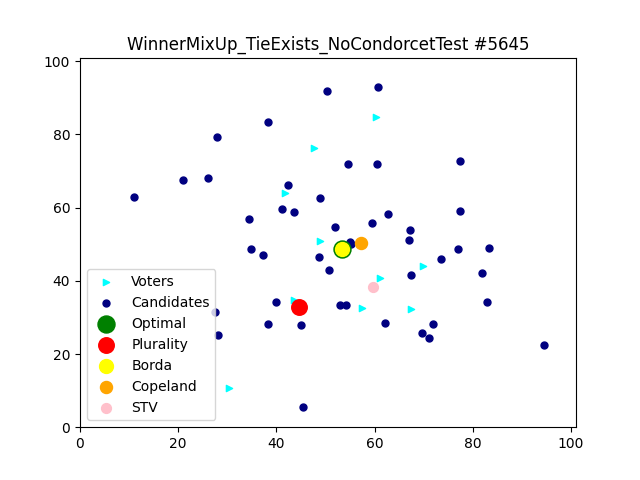 WinnerMixUp_TieExists_NoCondorcetTest #5645
100
80
60
40
20
0
Voters
Candidates
Optimal
Plurality
Borda
Copeland
STV
0 20 40 60 80 100